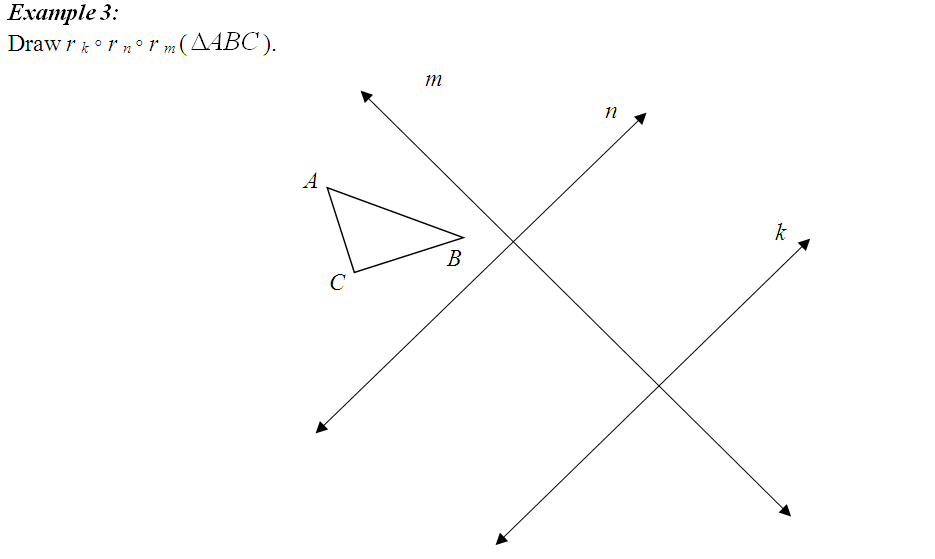 Example 3:
Draw r k ∘ r n ∘ r m ( ΔABC ).
m
n
A
k
B
C